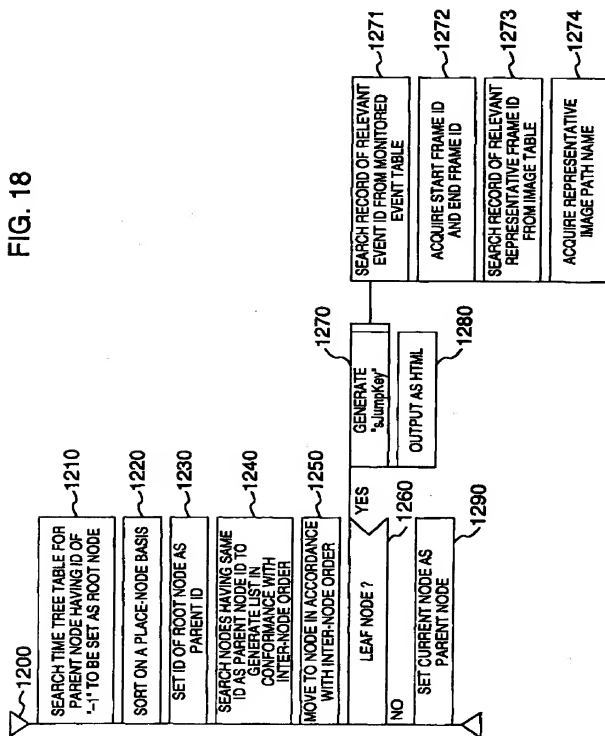 FIG. 18
1200
SEARCH TIME TREE TABLE FOR
PARENT NODE HAVING ID OF
"–1" TO BE SET AS ROOT NODE
1210
SORT ON A PLACE-NODE BASIS
1220
SET ID OF ROOT NODE AS
PARENT ID
1230
SEARCH NODES HAVING SAME
ID AS PARENT NODE ID TO
GENERATE LIST IN
CONFORMANCE WITH
INTER-NODE ORDER
1240
MOVE TO NODE IN ACCORDANCE
WITH INTER-NODE ORDER
1250
LEAF NODE ?
YES
1260
NO
SET CURRENT NODE AS
PARENT NODE
1290
GENERATE
"sJumpKey"
1270
OUTPUT AS HTML
1280
SEARCH RECORD OF RELEVANT
EVENT ID FROM MONITORED
EVENT TABLE
1271
ACQUIRE START FRAME ID
AND END FRAME ID
1272
SEARCH RECORD OF RELEVANT
REPRESENTATIVE FRAME ID
FROM IMAGE TABLE
1273
ACQUIRE REPRESENTATIVE
IMAGE PATH NAME
1274